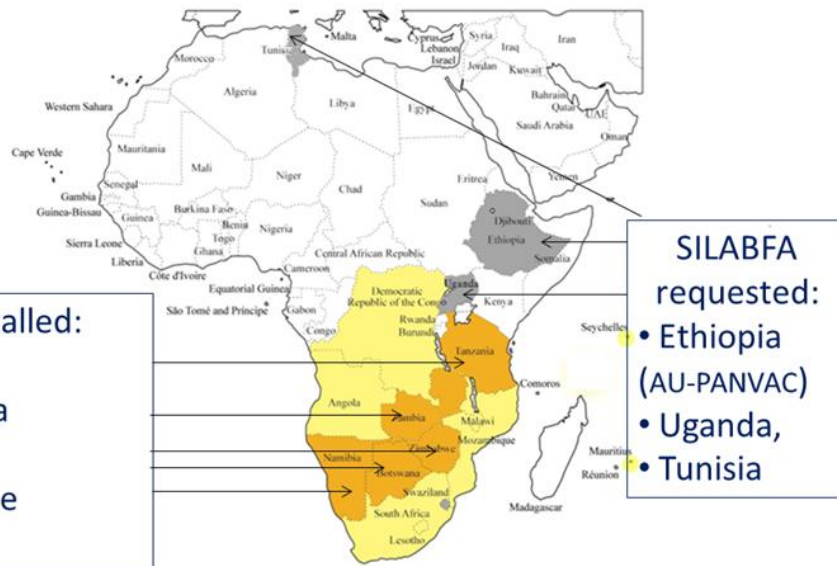 Malta
Cyprus
Syria
Iran
Tunisia
Lebanon
Iraq
Israel
Morocco
Jordan
Kuwait
Algeria
Libya
Egypt
Bahrain
Western Sahara
Qatar
UAE
Saudi Arabia
Oman
Cape Verde
Mauritania
Mali
Niger
Yemen
Eritrea
Chad
Sudan
Senegal
Gambia
Burkina Faso
Guinea-Bissau
Guinea
Benin
Nigeria
Djibouti
Togo
Ethiopia
Ghana
Sierra Leone
Somalia
Liberia
Central African Republic
Côte d'Ivoire
Cameroon
Equatorial Guinea
Democratic
Uganda
Republic of the Congo
Kenya
São Tomé and Príncipe
Gabon
Rwanda
Congo
Burundi
Seychelles
Tanzania
Comoros
Angola
Zambia
Malawi
Mozambique
Zimbabwe
Namibia
Mauritius
Botswana
Réunion
Swaziland
South Africa
Madagascar
Lesotho
alled:
a
e
SILABFA
requested:
• Ethiopia
(AU-PANVAC)
• Uganda,
• Tunisia